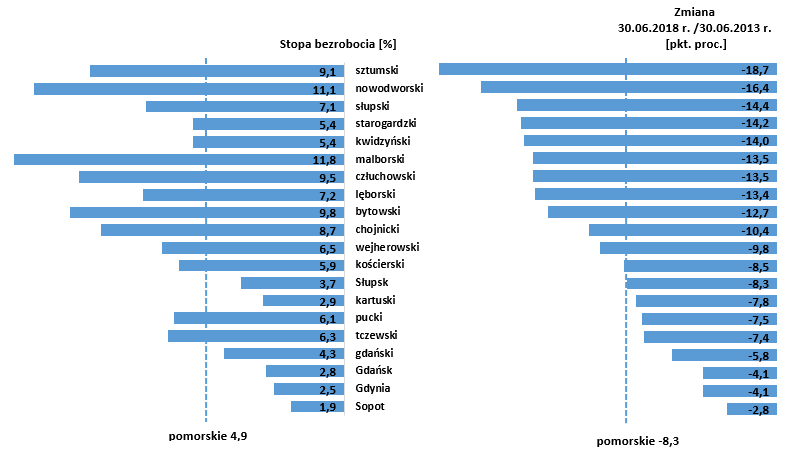 Zmiana
30.06.2018 r. /30.06.2013 r.
Stopa bezrobocia [%] [pkt. proc.]
9,1 sztumski -18,7
11,1 nowodworski -16,4
7,1 słupski -14,4
5,4 starogardzki -14,2
5,4 kwidzyński -14,0
11,8 malborski -13,5
9,5 człuchowski -13,5
7,2 lęborski -13,4
9,8 bytowski -12,7
8,7 chojnicki -10,4
6,5 wejherowski -9,8
5,9 kościerski -8,5
3,7 Słupsk -8,3
2,9 kartuski -7,8
6,1 pucki -7,5
6,3 tczewski -7,4
4,3 gdański -5,8
2,8 Gdańsk -4,1
2,5 Gdynia -4,1
1,9 Sopot -2,8
pomorskie 4,9 pomorskie -8,3